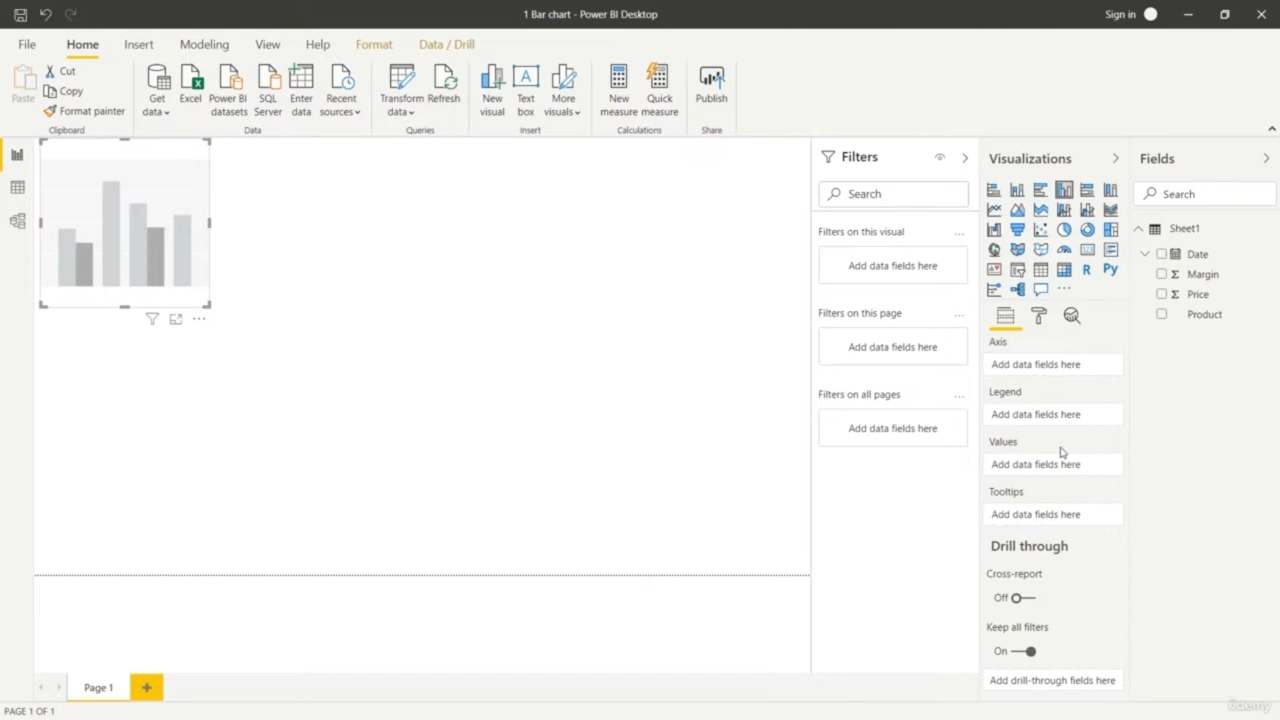 1 Bar chart - Power BI Desktop
Sign in
File Home Insert Modeling View Help Format Data / Drill
Paste
Cut
Copy
Format painter
Clipboard
Get data
Excel
Power BI datasets
SQL Server
Enter data
Recent sources
Data
Transform data
Refresh
Queries
New visual
Text box
A
More visuals
Insert
New measure
Quick measure
Calculations
Publish
Share
Filters
Search
Filters on this visual
...
Add data fields here
Filters on this page
...
Add data fields here
Filters on all pages
...
Add data fields here
Visualizations
R
Py
...
Axis
Add data fields here
Legend
Add data fields here
Values
Add data fields here
Tooltips
Add data fields here
Drill through
Cross-report
Off
Keep all filters
On
Add drill-through fields here
Fields
Search
Sheet1
Date
Σ Margin
Σ Price
Product
...
Page 1
+
PAGE 1 OF 1
ûdemy